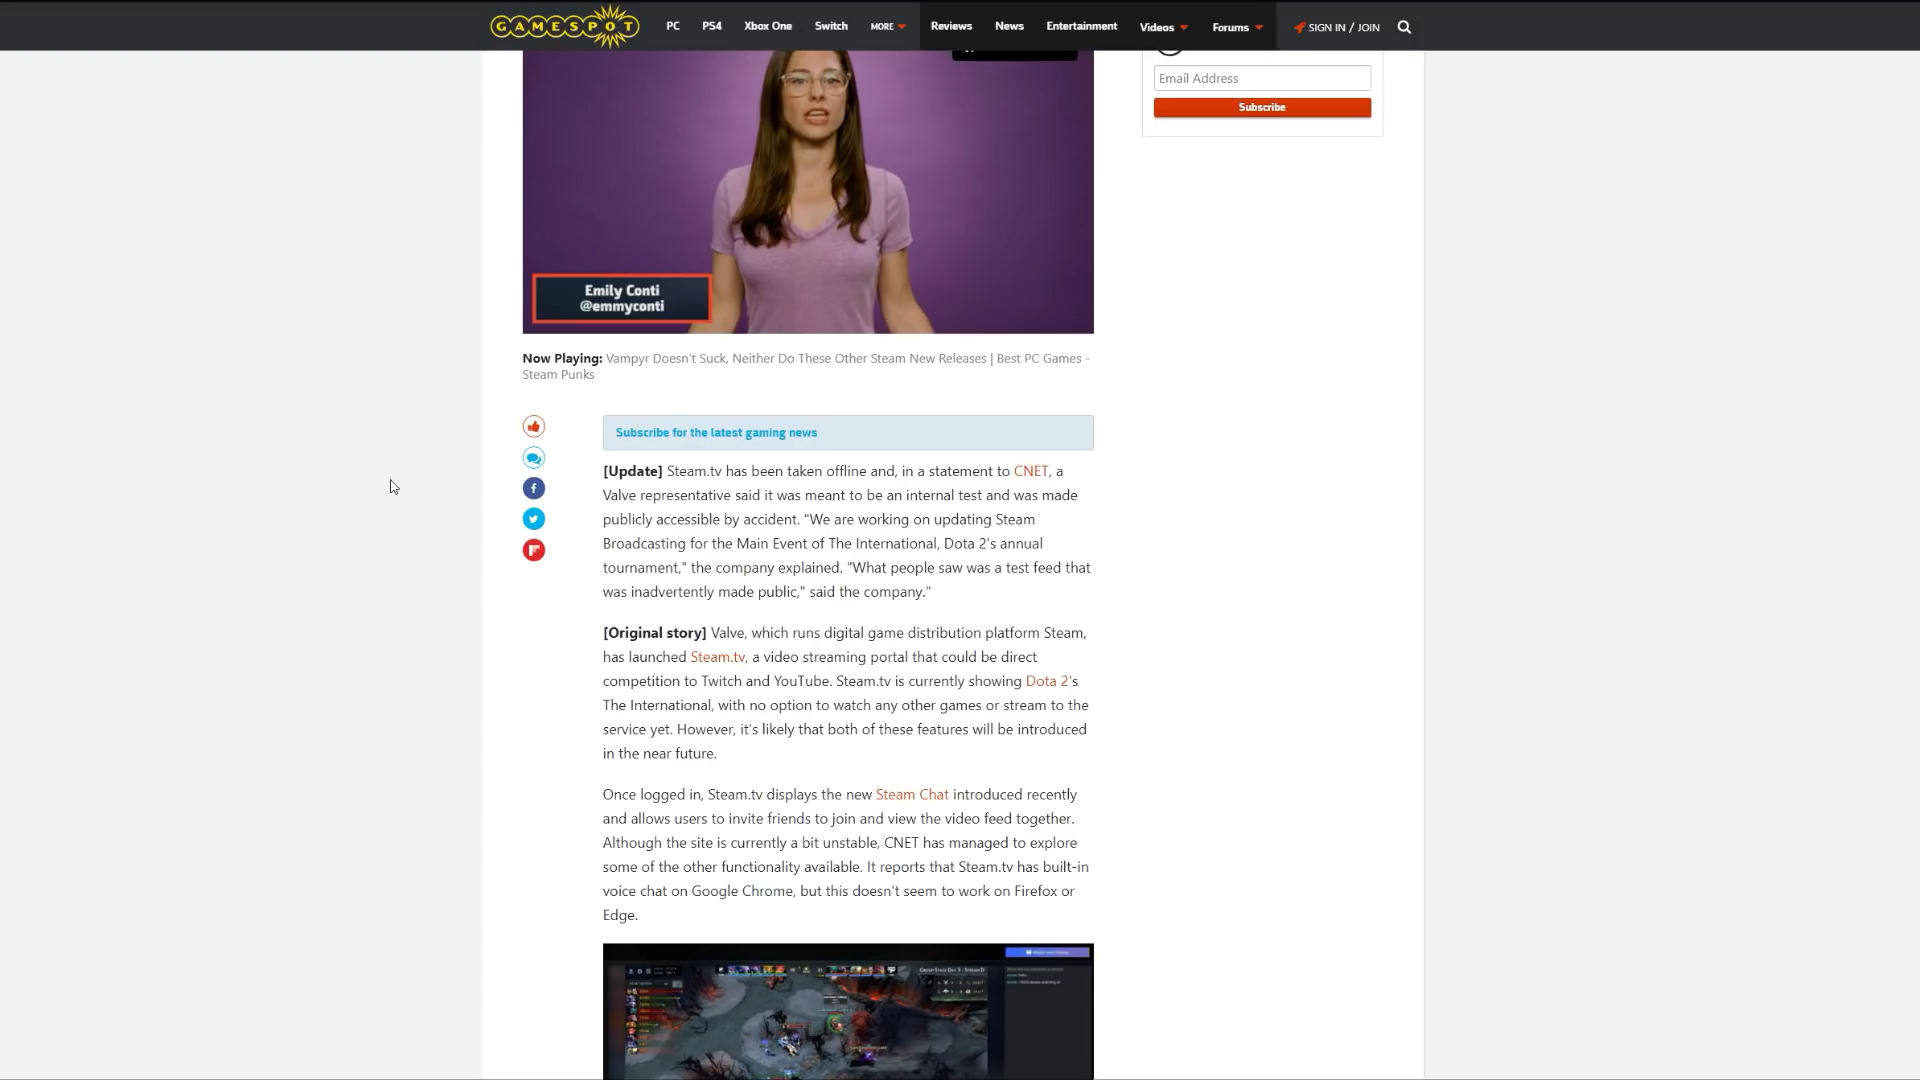 GAMESPOT
PC PS4 Xbox One Switch MORE Reviews News Entertainment Videos Forums SIGN IN / JOIN
Email Address
Subscribe
Emily Conti
@emmyconti
Now Playing: Vampyr Doesn't Suck, Neither Do These Other Steam New Releases | Best PC Games -
Steam Punks
Subscribe for the latest gaming news
[Update] Steam.tv has been taken offline and, in a statement to CNET, a
Valve representative said it was meant to be an internal test and was made
publicly accessible by accident. "We are working on updating Steam
Broadcasting for the Main Event of The International, Dota 2's annual
tournament," the company explained. "What people saw was a test feed that
was inadvertently made public," said the company."
[Original story] Valve, which runs digital game distribution platform Steam,
has launched Steam.tv, a video streaming portal that could be direct
competition to Twitch and YouTube. Steam.tv is currently showing Dota 2's
The International, with no option to watch any other games or stream to the
service yet. However, it's likely that both of these features will be introduced
in the near future.
Once logged in, Steam.tv displays the new Steam Chat introduced recently
and allows users to invite friends to join and view the video feed together.
Although the site is currently a bit unstable, CNET has managed to explore
some of the other functionality available. It reports that Steam.tv has built-in
voice chat on Google Chrome, but this doesn't seem to work on Firefox or
Edge.